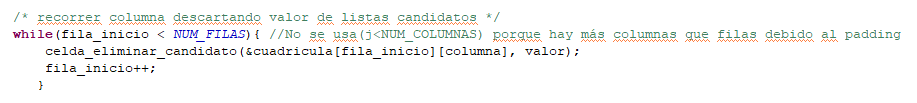 /* recorrer columna descartando valor de listas candidatos */
while(fila_inicio < NUM_FILAS){ //No se usa(j<NUM_COLUMNAS) porque hay más columnas que filas debido al padding
celda_eliminar_candidato(&cuadricula[fila_inicio][columna], valor);
fila_inicio++;
}